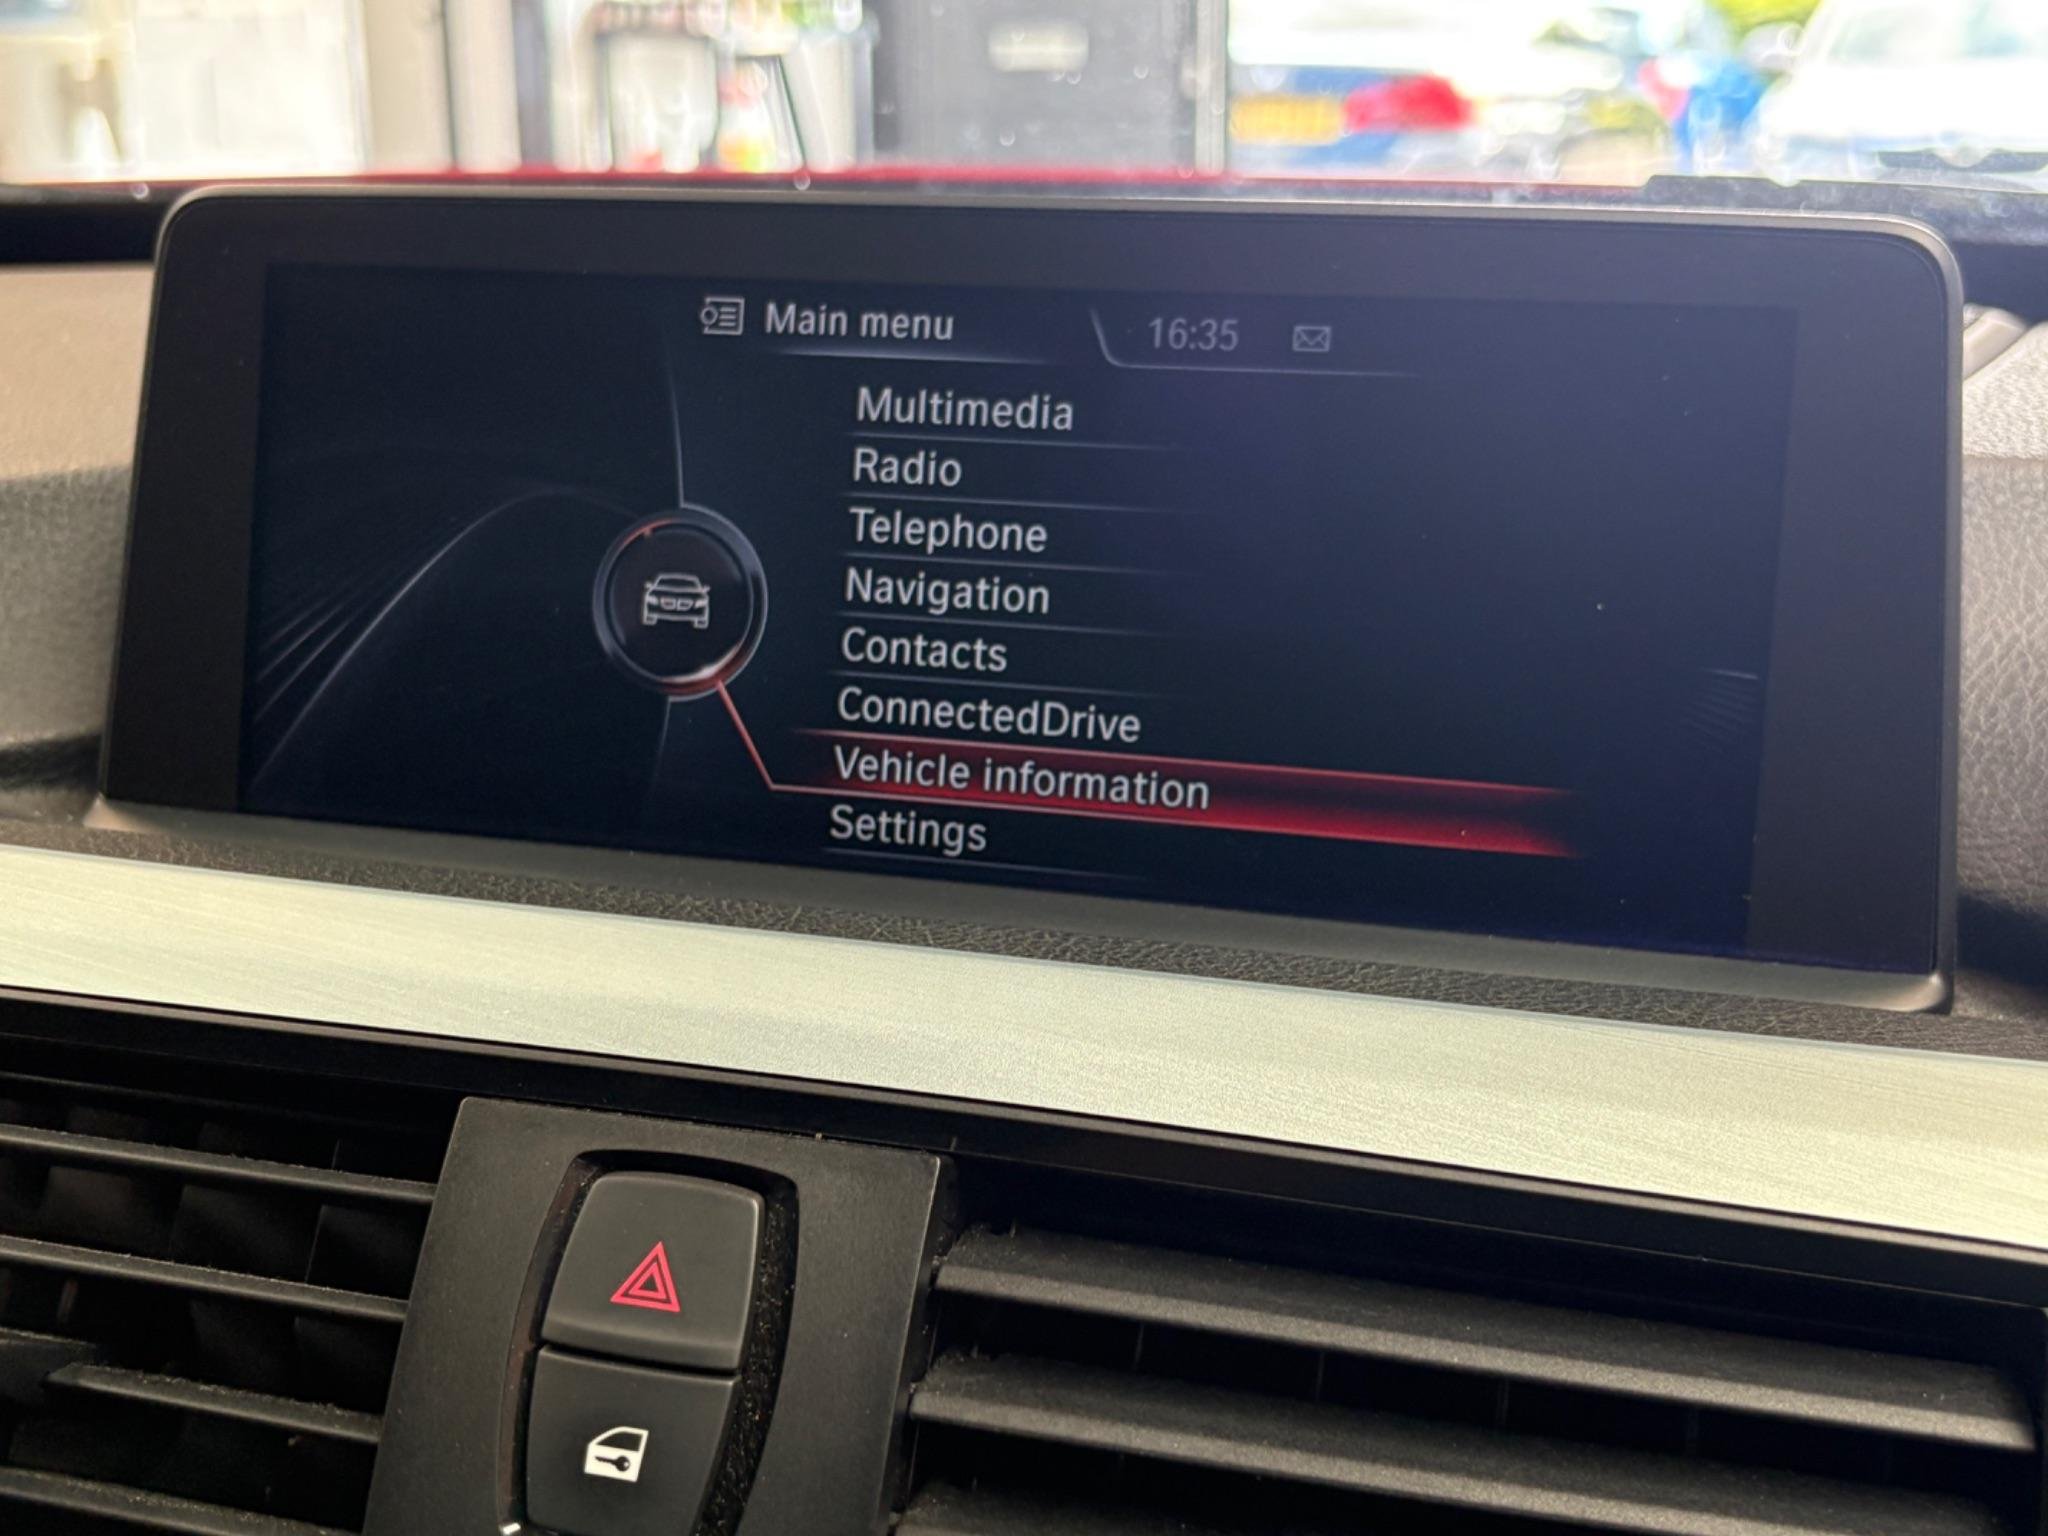 Main menu
16:35
Multimedia
Radio
Telephone
Navigation
Contacts
ConnectedDrive
Vehicle information
Settings